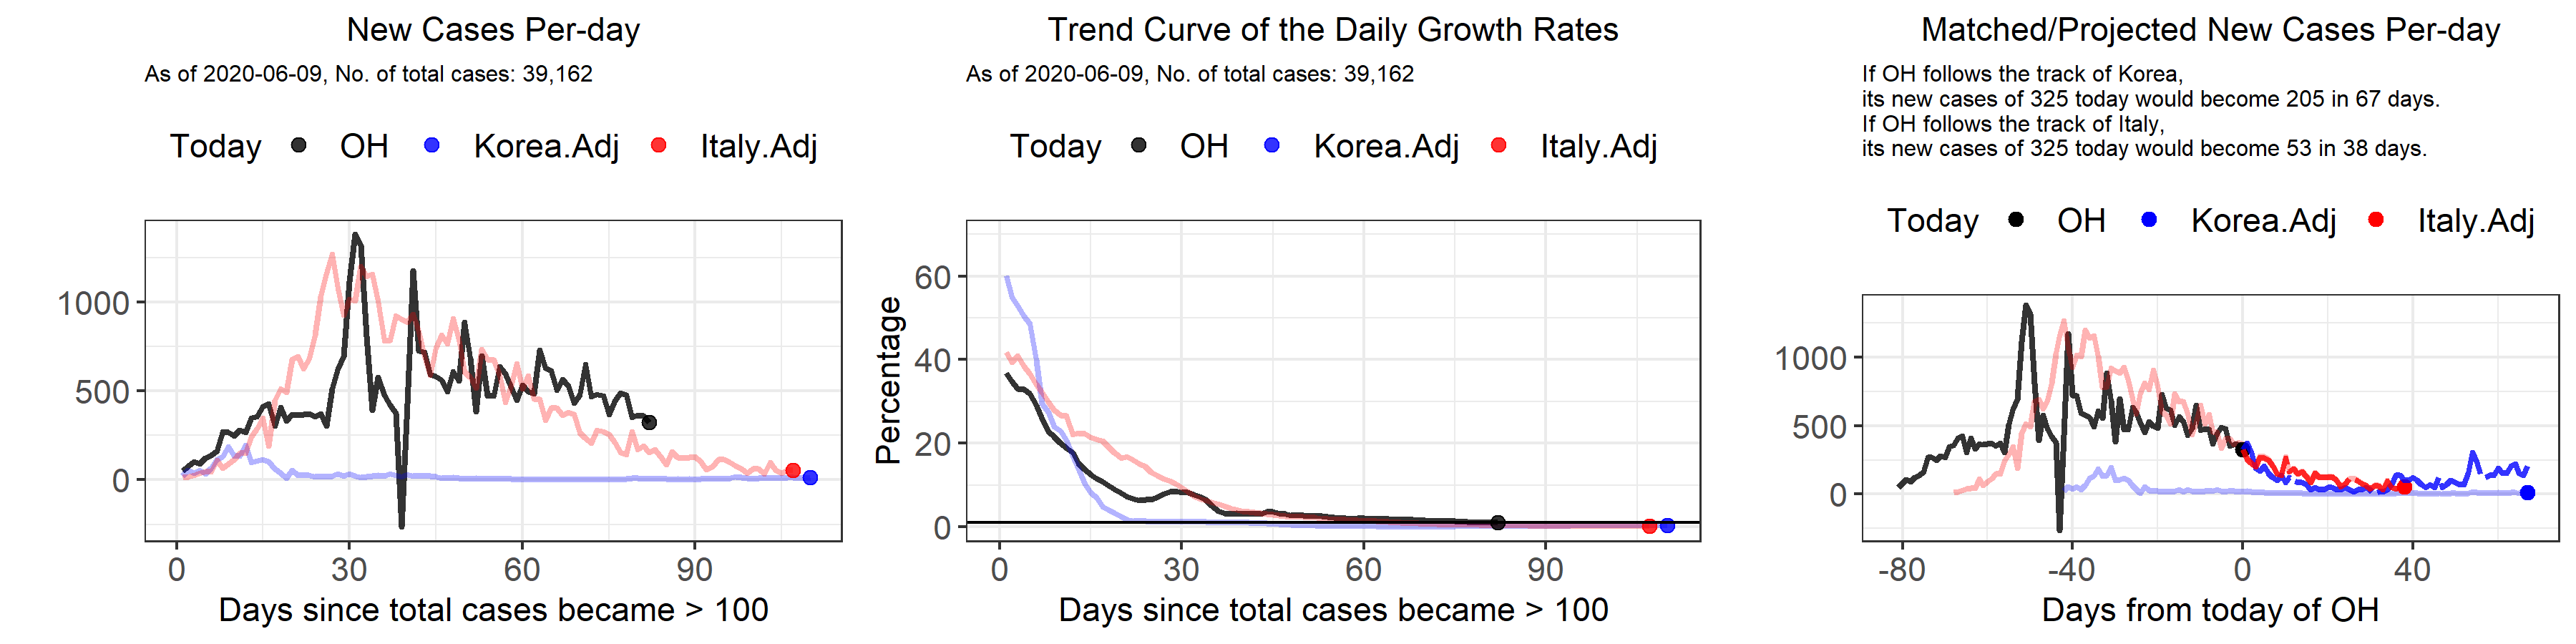 New Cases Per-day
As of 2020-06-09, No. of total cases: 39,162
Today OH Korea.Adj Italy.Adj
1000
500
0
0 30 60 90
Days since total cases became > 100
Trend Curve of the Daily Growth Rates
As of 2020-06-09, No. of total cases: 39,162
Today OH Korea.Adj Italy.Adj
Percentage
60
40
20
0
0 30 60 90
Days since total cases became > 100
Matched/Projected New Cases Per-day
If OH follows the track of Korea,
its new cases of 325 today would become 205 in 67 days.
If OH follows the track of Italy,
its new cases of 325 today would become 53 in 38 days.
Today OH Korea.Adj Italy.Adj
1000
500
0
-80 -40 0 40
Days from today of OH